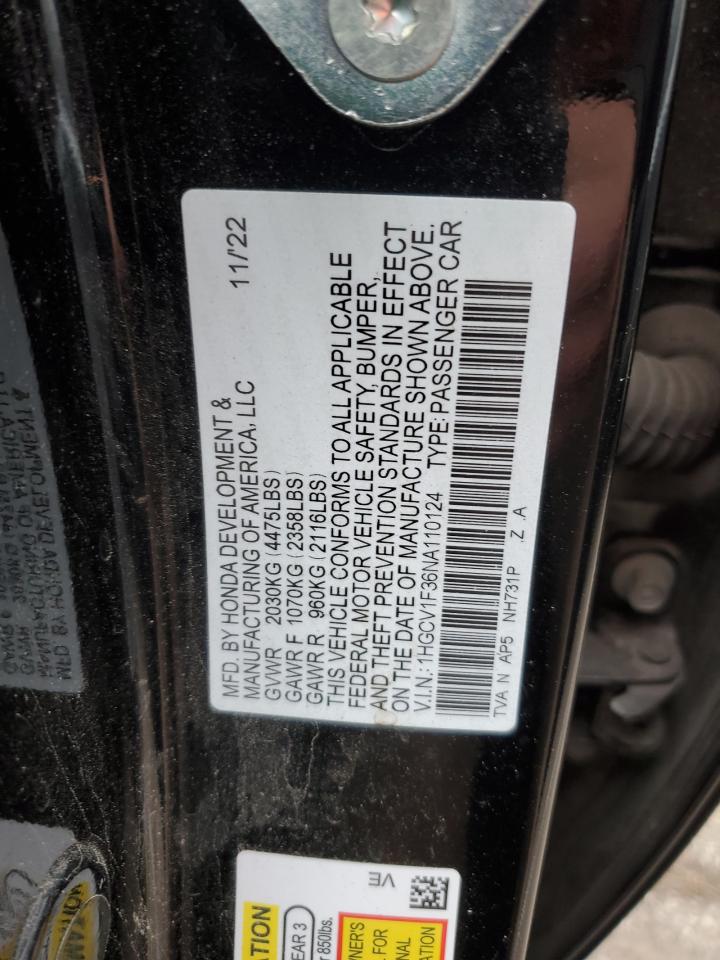 MFD. BY HONDA DEVELOPMENT &
MANUFACTURING OF AMERICA, LLC 11/'22
GVWR 2030KG (4475LBS)
GAWR F 1070KG (2358LBS)
GAWR R 960KG (2116LBS)
THIS VEHICLE CONFORMS TO ALL APPLICABLE
FEDERAL MOTOR VEHICLE SAFETY, BUMPER,
AND THEFT PREVENTION STANDARDS IN EFFECT
ON THE DATE OF MANUFACTURE SHOWN ABOVE.
V.I.N.: 1HGCV1F36NA110124 TYPE: PASSENGER CAR
TVA N AP5 NH731P Z .A
VE
EAR 3
850lbs.